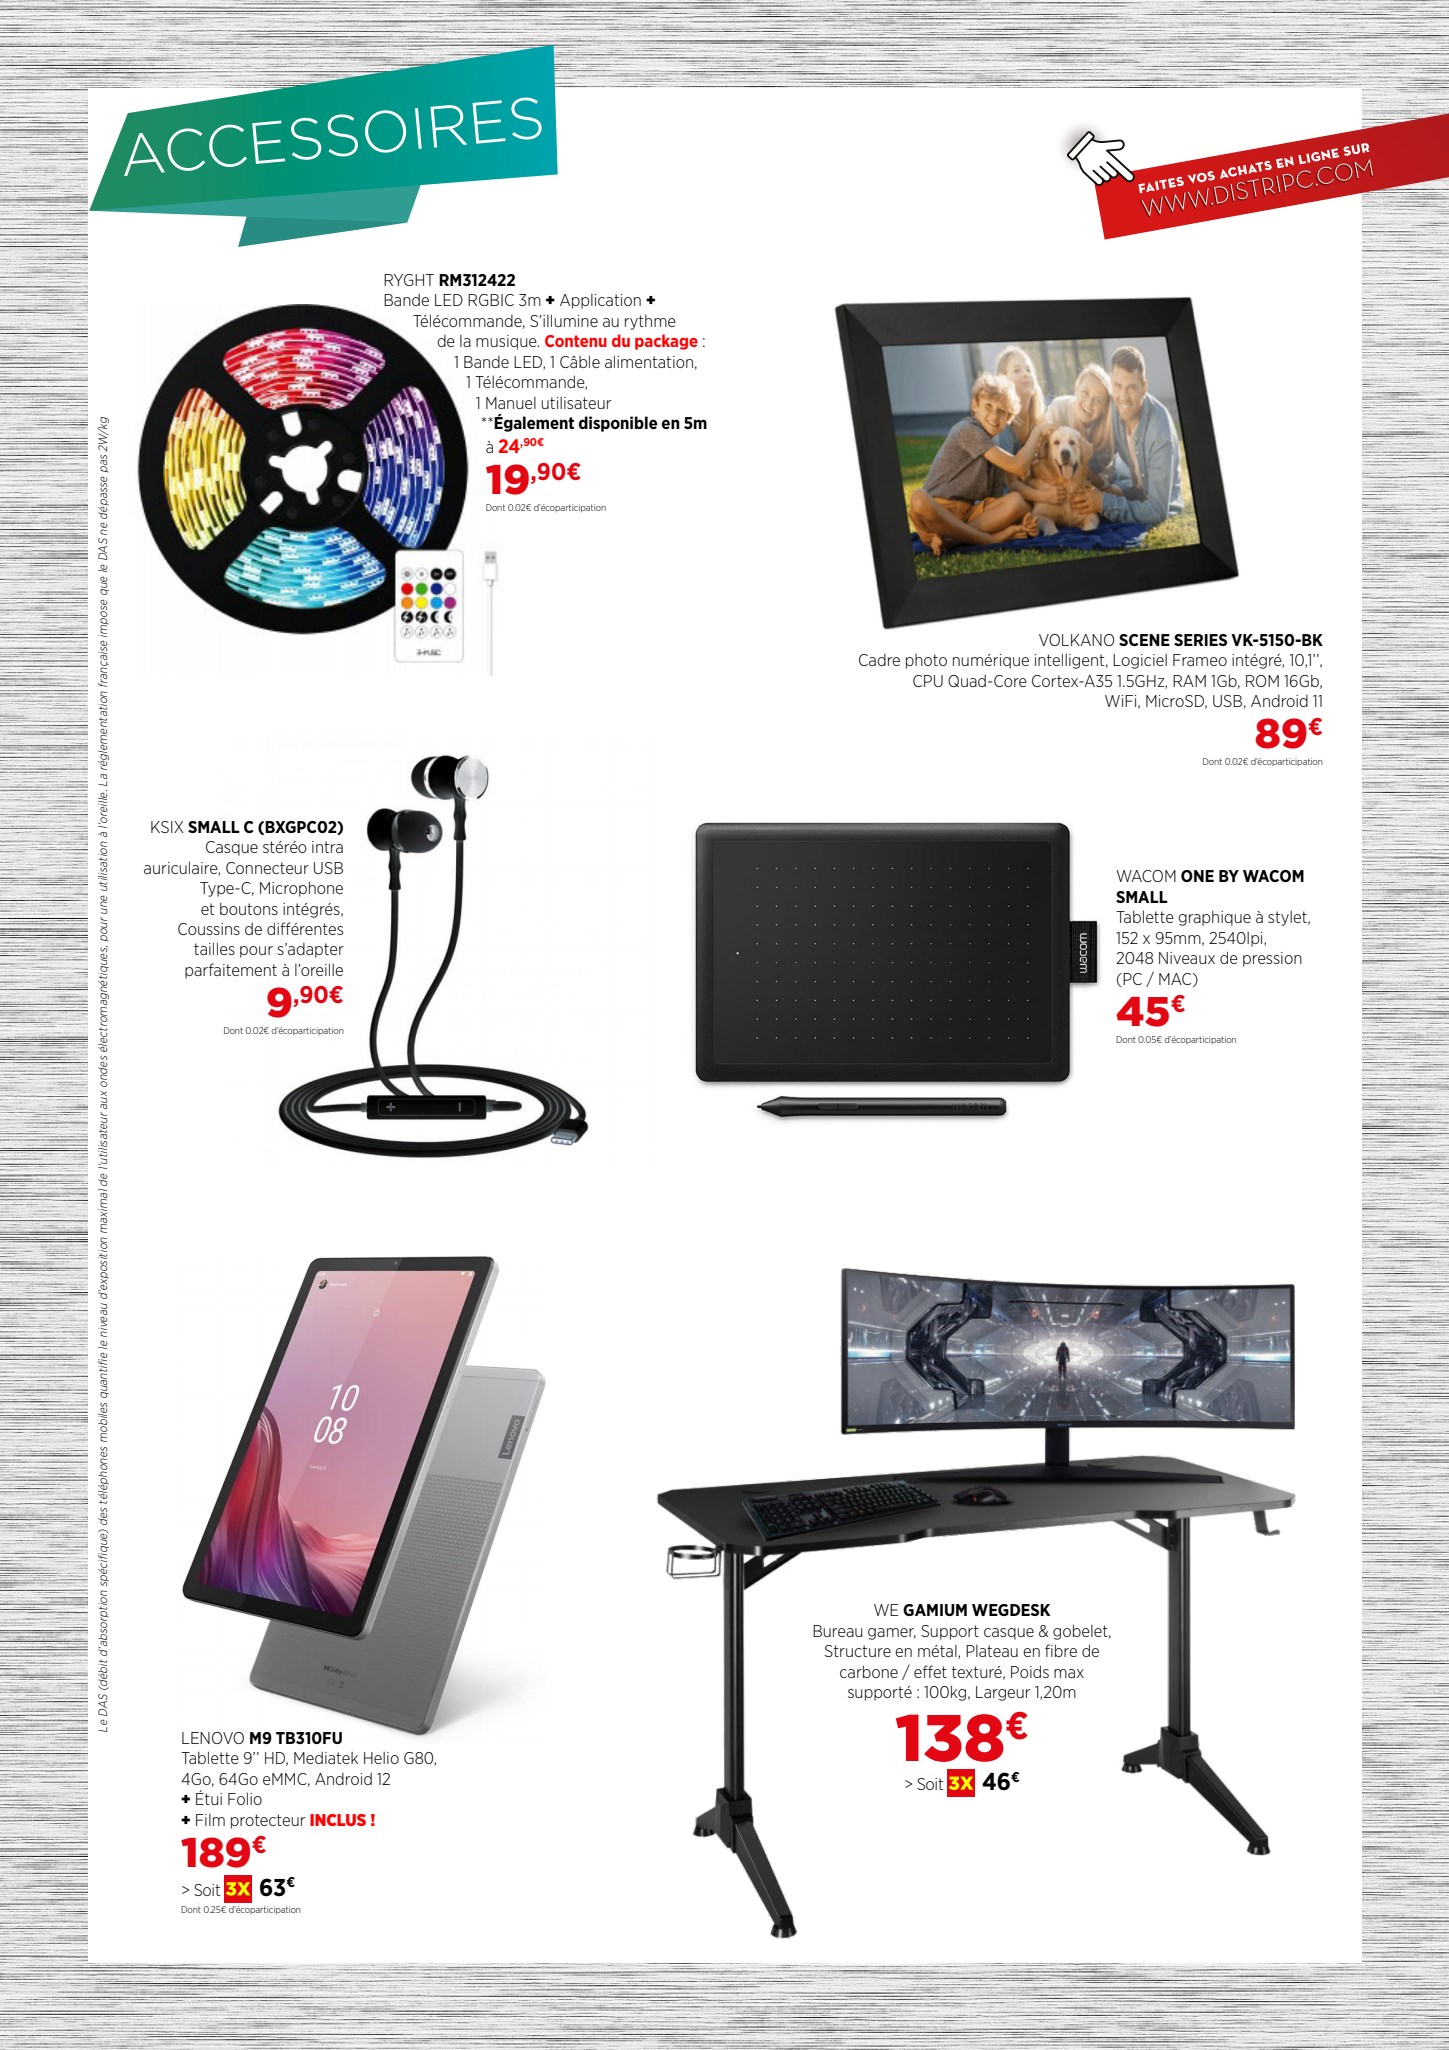 ACCESSOIRES
FAITES VOS ACHATS EN LIGNE SUR
WWW.DISTRIPC.COM
RYGHT RM312422
Bande LED RGBIC 3m + Application +
Télécommande, S'illumine au rythme
de la musique. Contenu du package :
1 Bande LED, 1 Câble alimentation,
1 Télécommande,
1 Manuel utilisateur
**Également disponible en 5m
à 24,90€
19,90€
Dont 0.02€ d'écoparticipation
VOLKANO SCENE SERIES VK-5150-BK
Cadre photo numérique intelligent, Logiciel Frameo intégré, 10,1'',
CPU Quad-Core Cortex-A35 1.5GHz, RAM 1Gb, ROM 16Gb,
WiFi, MicroSD, USB, Android 11
89€
Dont 0.02€ d'écoparticipation
KSIX SMALL C (BXGPC02)
Casque stéréo intra
auriculaire, Connecteur USB
Type-C, Microphone
et boutons intégrés,
Coussins de différentes
tailles pour s'adapter
parfaitement à l'oreille
9,90€
Dont 0.02€ d'écoparticipation
wacom
WACOM ONE BY WACOM
SMALL
Tablette graphique à stylet,
152 x 95mm, 2540lpi,
2048 Niveaux de pression
(PC / MAC)
45€
Dont 0.05€ d'écoparticipation
10
08
Lenovo
LENOVO M9 TB310FU
Tablette 9'' HD, Mediatek Helio G80,
4Go, 64Go eMMC, Android 12
+ Étui Folio
+ Film protecteur INCLUS !
189€
> Soit 3X 63€
Dont 0.25€ d'écoparticipation
WE GAMIUM WEGDESK
Bureau gamer, Support casque & gobelet,
Structure en métal, Plateau en fibre de
carbone / effet texturé, Poids max
supporté : 100kg, Largeur 1,20m
138€
> Soit 3X 46€
Le DAS (débit d'absorption spécifique) des téléphones mobiles quantifie le niveau d'exposition maximal de l'utilisateur aux ondes électromagnétiques, pour une utilisation à l'oreille. La réglementation française impose que le DAS ne dépasse pas 2W/kg